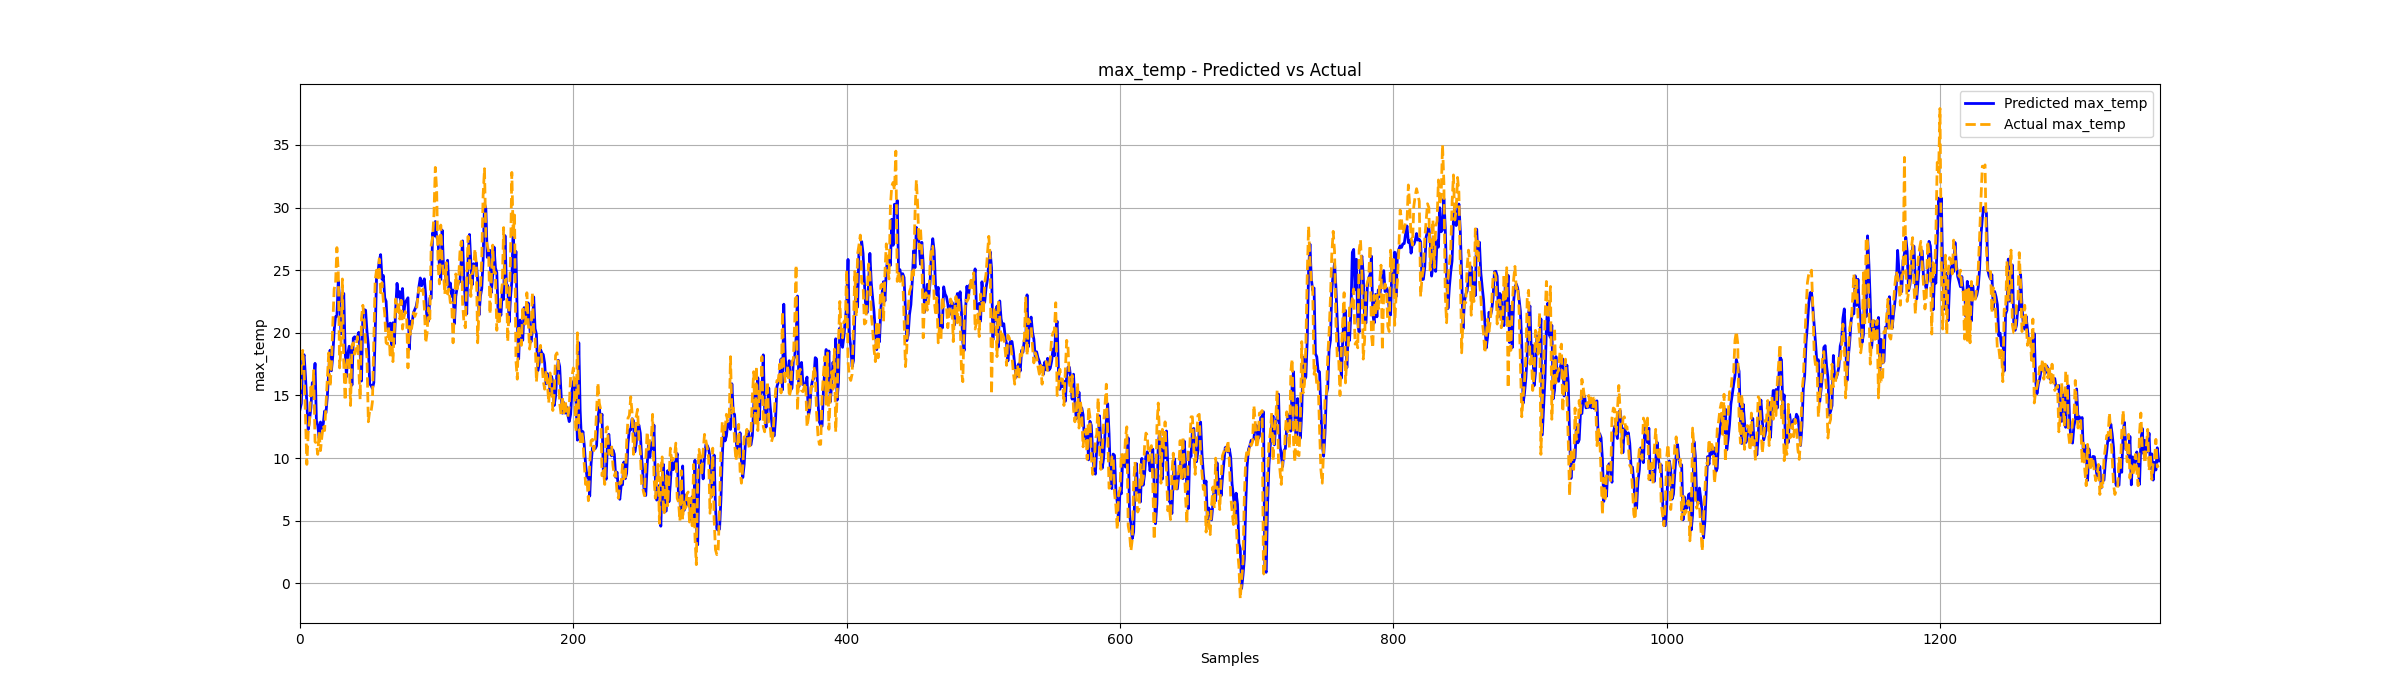 max_temp - Predicted vs Actual
Predicted max_temp
Actual max_temp
max_temp
35
30
25
20
15
10
5
0
0 200 400 600 800 1000 1200
Samples